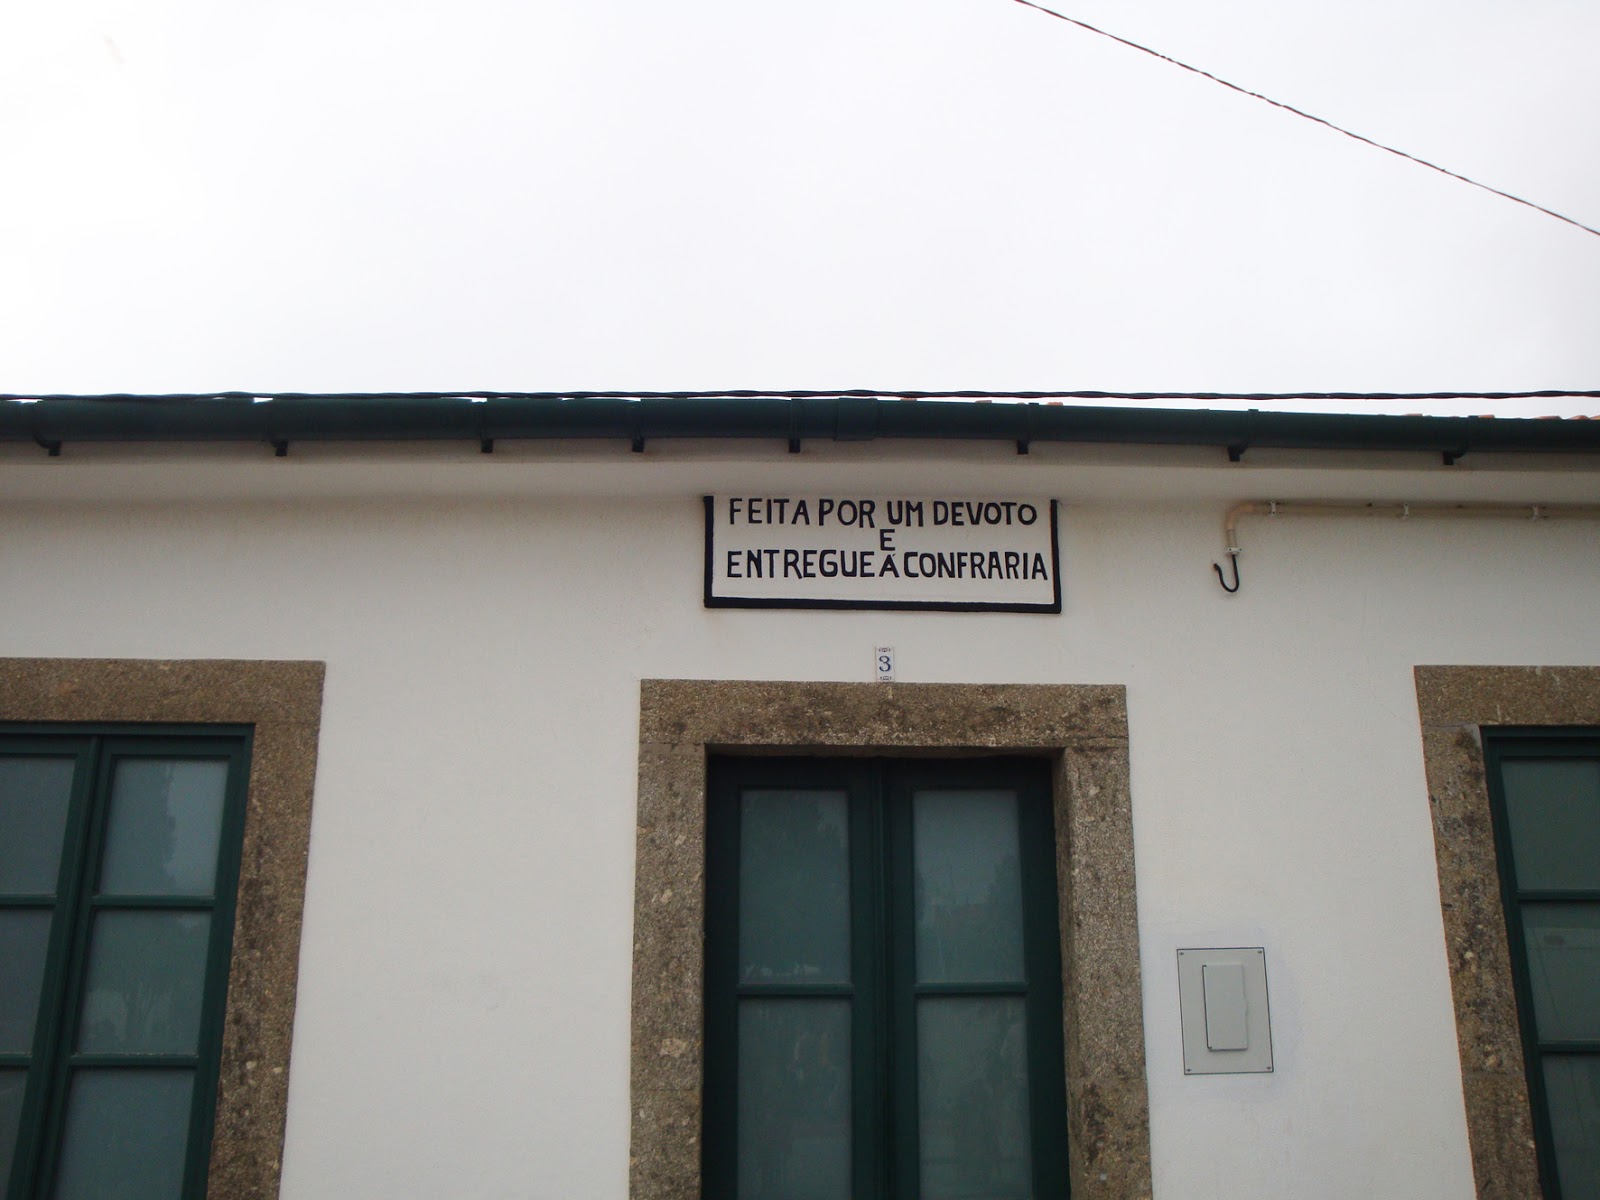 FEITA POR UM DEVOTO
E
ENTREGUE Á CONFRARIA
3